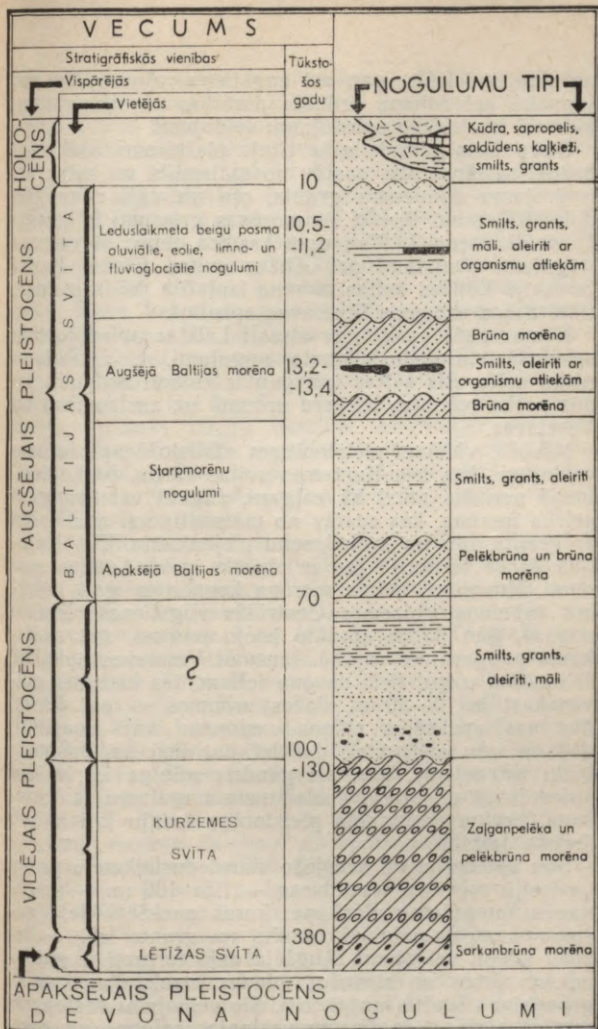 VECUMS
Stratigrāfiskās vienības
Vispārējās
Vietējās
Tūksto-
šos
gadu
NOGULUMU TIPI
HOLO-
CĒNS
10
Kūdra, sapropelis,
saldūdens kaļķieži,
smilts, grants
AUGŠĒJAIS PLEISTOCĒNS
BALTIJAS SVĪTA
Leduslaikmeta beigu posma
aluviālie, eolie, limno- un
fluvioglaciālie nogulumi
10,5-
-11,2
Smilts, grants,
māli, aleirīti ar
organismu atliekām
Augšējā Baltijas morēna
13,2-
-13,4
Brūna morēna
Smilts, aleirīti ar
organismu atliekām
Brūna morēna
Starpmorēnu
nogulumi
Smilts, grants, aleirīti
Apakšējā Baltijas morēna
70
Pelēkbrūna un brūna
morēna
VIDĒJAIS PLEISTOCĒNS
?
100-
-130
Smilts, grants,
aleirīti, māli
KURZEMES
SVĪTA
380
Zaļganpelēka un
pelēkbrūna morēna
LĒTĪŽAS SVĪTA
Sarkanbrūna morēna
APAKŠĒJAIS PLEISTOCĒNS
DEVONA NOGULUMI